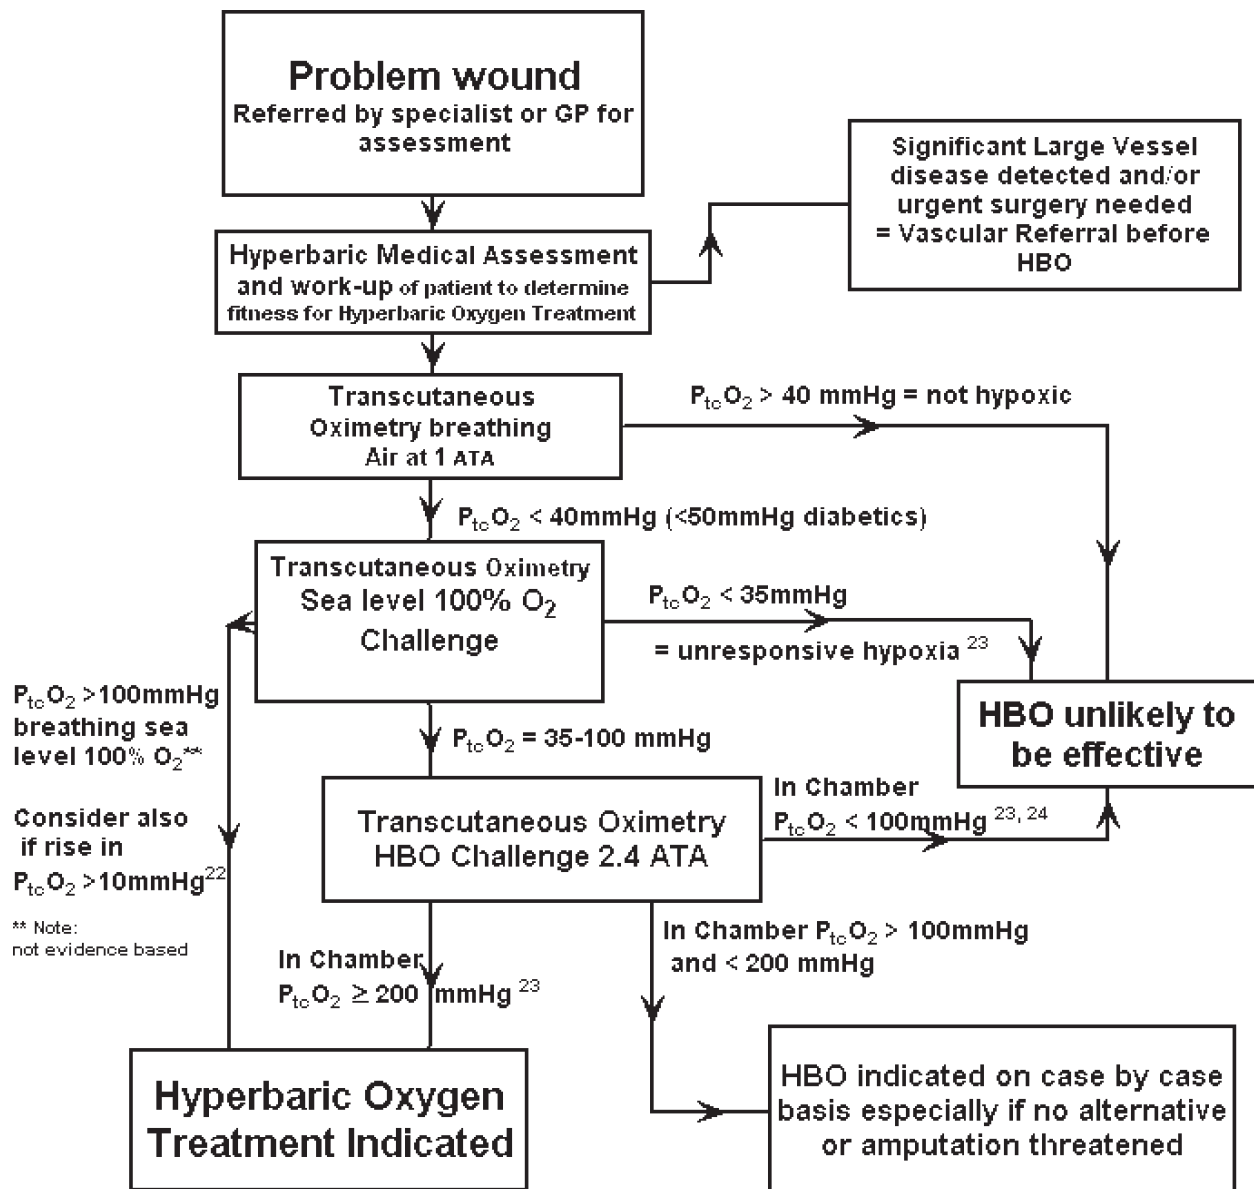 Problem wound
Referred by specialist or GP for
assessment
Significant Large Vessel
disease detected and/or
urgent surgery needed
= Vascular Referral before
HBO
Hyperbaric Medical Assessment
and work-up of patient to determine
fitness for Hyperbaric Oxygen Treatment
Transcutaneous
Oximetry breathing
Air at 1 ATA
PtcO2 > 40 mmHg = not hypoxic
PtcO2 < 40mmHg (<50mmHg diabetics)
Transcutaneous Oximetry
Sea level 100% O2
Challenge
PtcO2 < 35mmHg
= unresponsive hypoxia 23
PtcO2 >100mmHg
breathing sea
level 100% O2**
Consider also
if rise in
PtcO2 >10mmHg22
** Note:
not evidence based
PtcO2 = 35-100 mmHg
HBO unlikely to
be effective
Transcutaneous Oximetry
HBO Challenge 2.4 ATA
In Chamber
PtcO2 < 100mmHg 23, 24
In Chamber
PtcO2 ≥ 200 mmHg 23
In Chamber PtcO2 > 100mmHg
and < 200 mmHg
Hyperbaric Oxygen
Treatment Indicated
HBO indicated on case by case
basis especially if no alternative
or amputation threatened